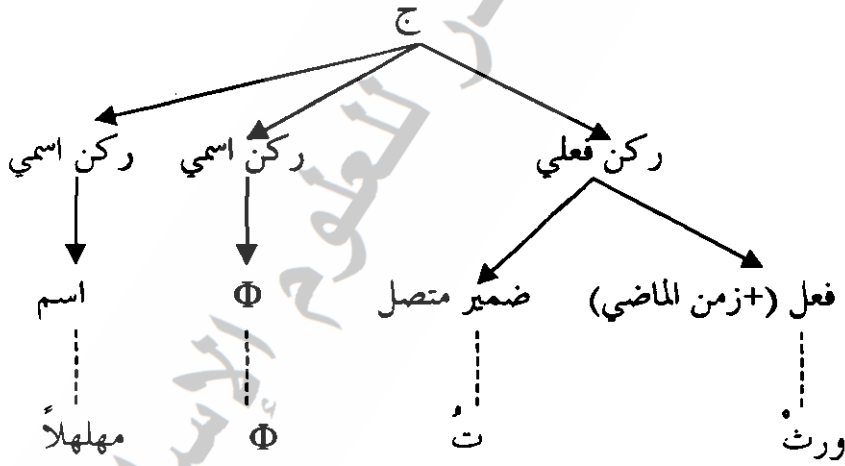 ج
ركن فعلي ركن اسمي ركن اسمي
فعل (+زمن الماضي) ضمير متصل Φ اسم
ورثْ تُ Φ مهلهلاً